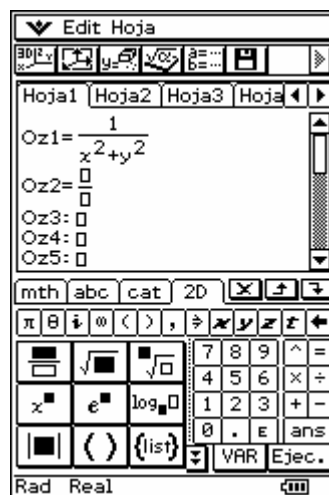 Edit Hoja
Hoja1 Hoja2 Hoja3 Hoja
Oz1=1/(x²+y²)
Oz2=□/□
Oz3:□
Oz4:□
Oz5:□
mth abc cat 2D
π θ i ∞ ( ) , ⇒ x y z t ←
■/□ √■ ■√□ 7 8 9 ^ =
4 5 6 × ÷
x■ e■ log■□ 1 2 3 + −
|■| ( ) {list} 0 . E ans
VAR Ejec.
Rad Real